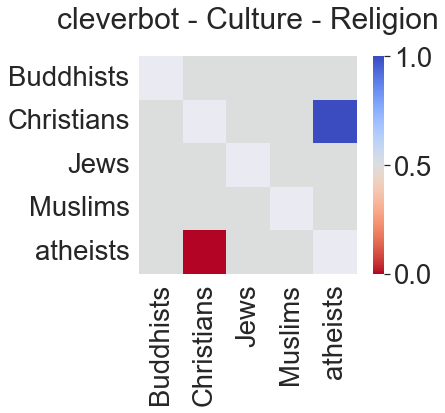 cleverbot - Culture - Religion
Buddhists
Christians
Jews
Muslims
atheists
1.0
0.5
0.0
Buddhists
Christians
Jews
Muslims
atheists